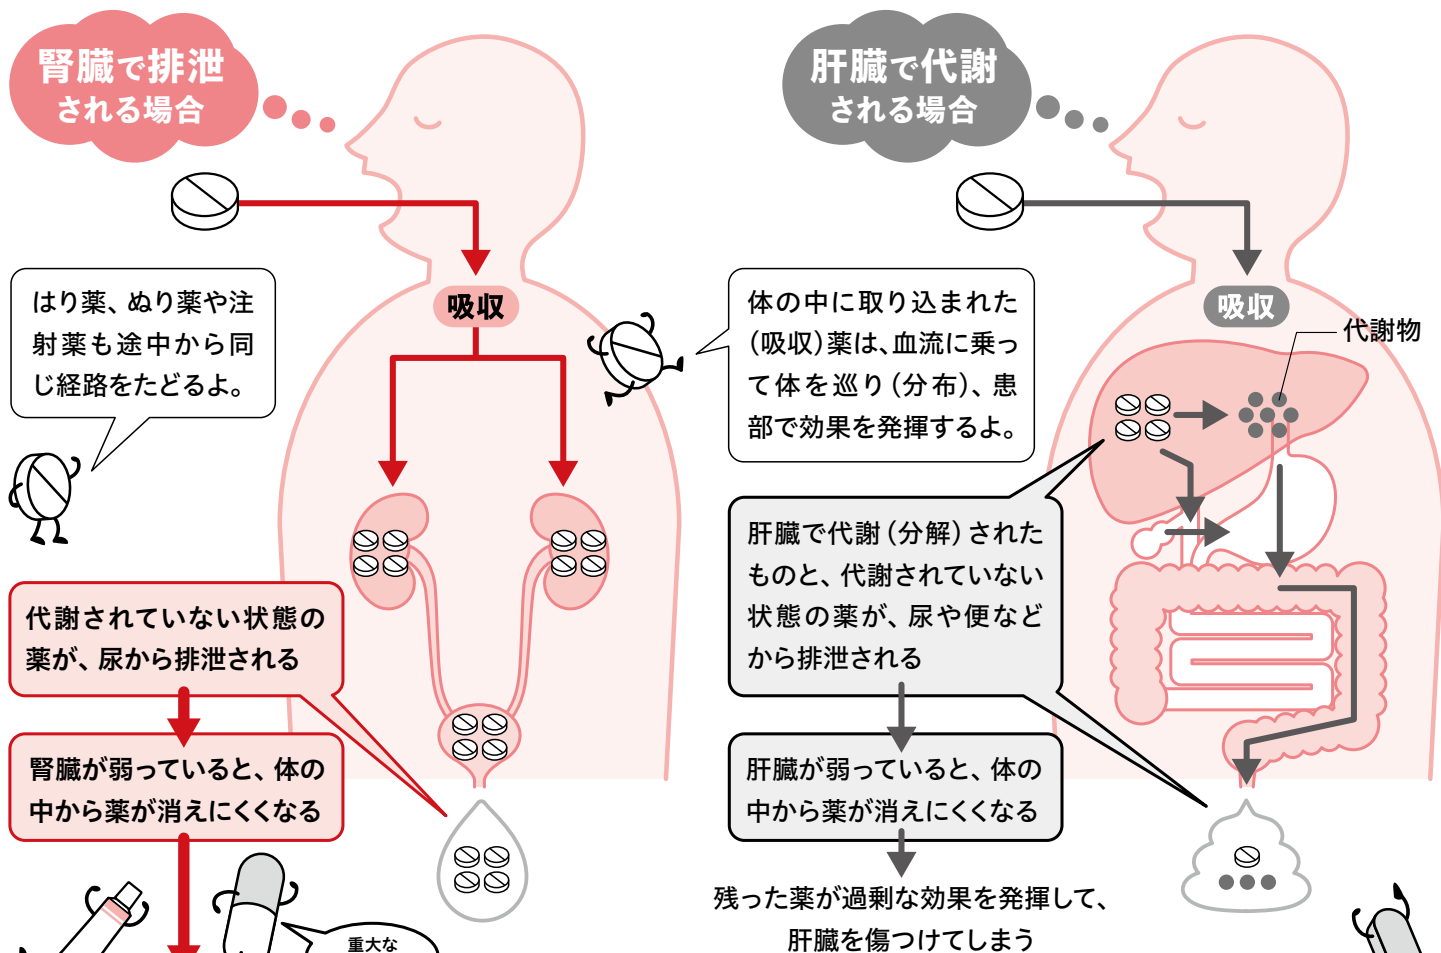 腎臓で排泄
される場合
吸収
はり薬、ぬり薬や注
射薬も途中から同
じ経路をたどるよ。
代謝されていない状態の
薬が、尿から排泄される
腎臓が弱っていると、体の
中から薬が消えにくくなる
重大な
肝臓で代謝
される場合
吸収
代謝物
体の中に取り込まれた
(吸収)薬は、血流に乗っ
て体を巡り(分布)、患
部で効果を発揮するよ。
肝臓で代謝(分解)された
ものと、代謝されていない
状態の薬が、尿や便など
から排泄される
肝臓が弱っていると、体の
中から薬が消えにくくなる
残った薬が過剰な効果を発揮して、
肝臓を傷つけてしまう